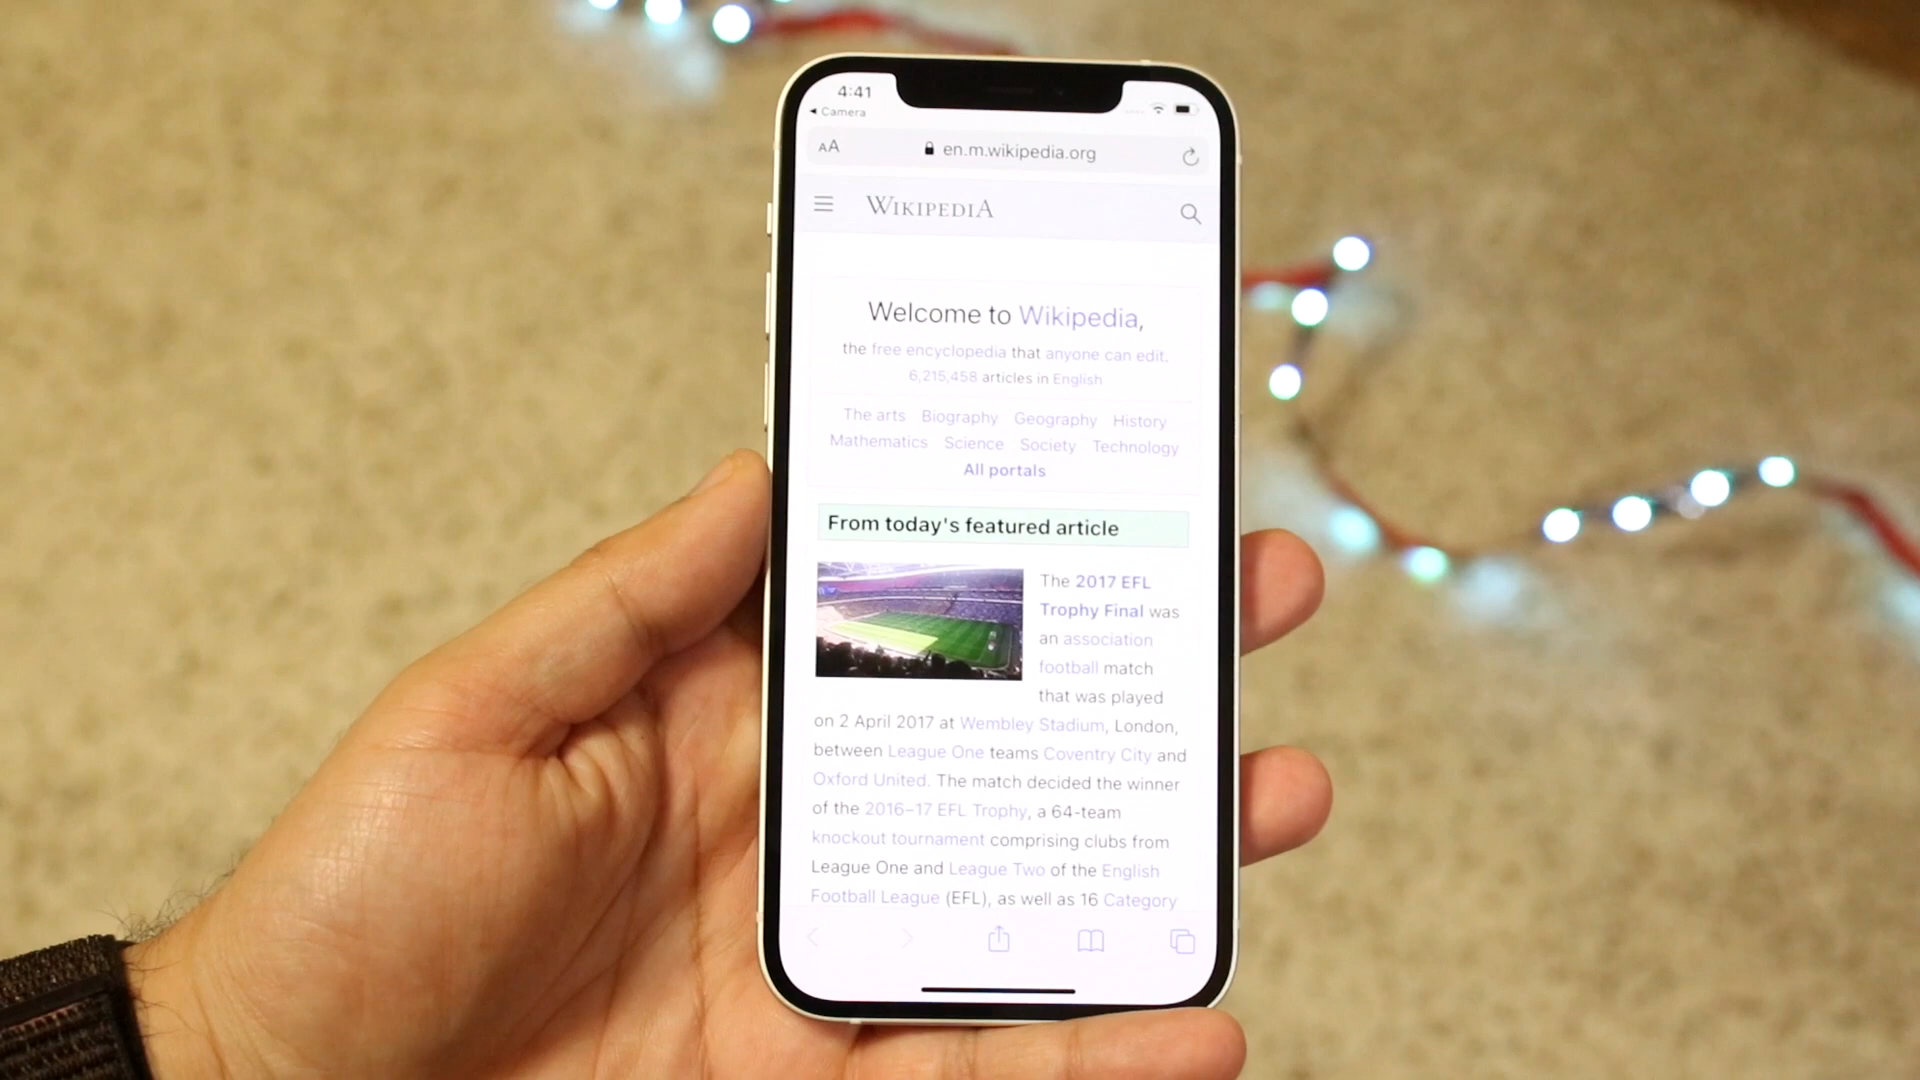 4:41
◄ Camera
AA en.m.wikipedia.org
WIKIPEDIA
Welcome to Wikipedia,
the free encyclopedia that anyone can edit.
6,215,458 articles in English
The arts Biography Geography History
Mathematics Science Society Technology
All portals
From today's featured article
The 2017 EFL
Trophy Final was
an association
football match
that was played
on 2 April 2017 at Wembley Stadium, London,
between League One teams Coventry City and
Oxford United. The match decided the winner
of the 2016–17 EFL Trophy, a 64-team
knockout tournament comprising clubs from
League One and League Two of the English
Football League (EFL), as well as 16 Category